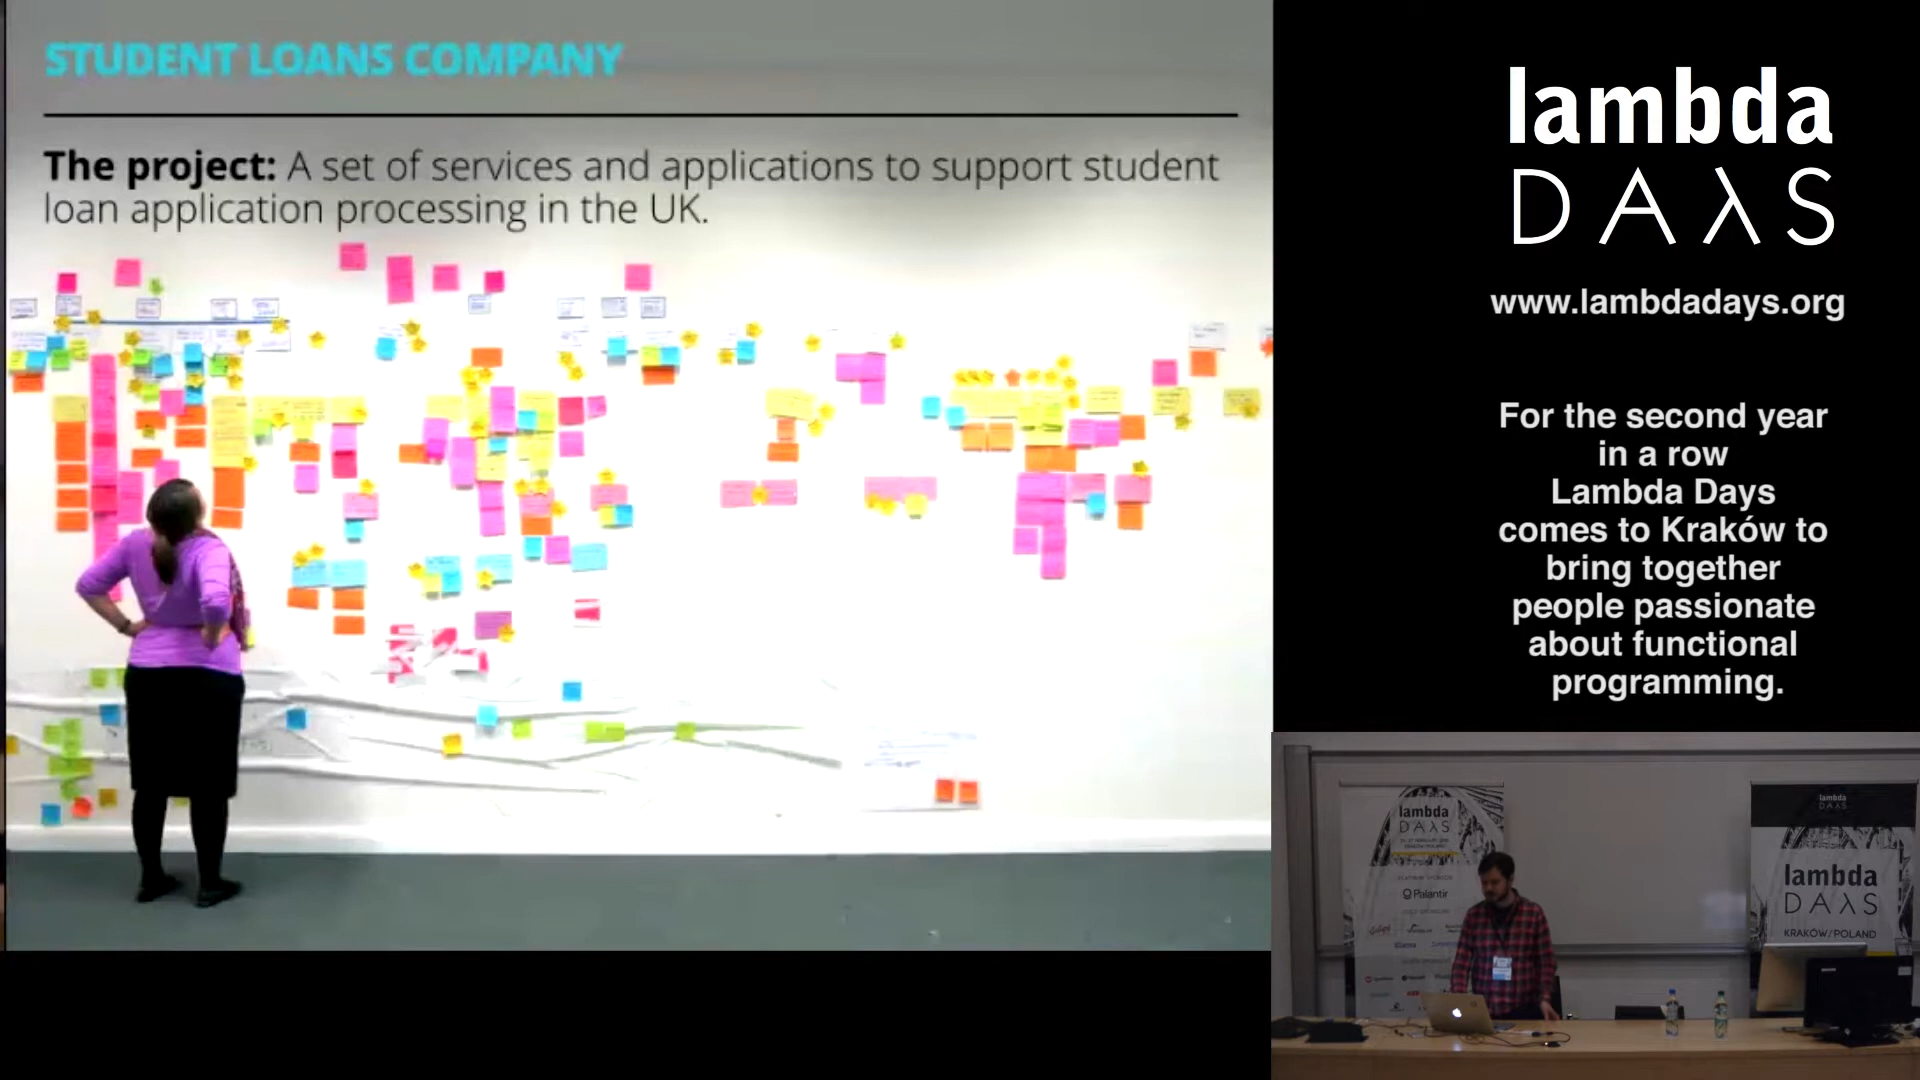 STUDENT LOANS COMPANY
The project: A set of services and applications to support student
loan application processing in the UK.
lambda
DAλS
www.lambdadays.org
For the second year
in a row
Lambda Days
comes to Kraków to
bring together
people passionate
about functional
programming.
lambda
DAλS
Palantir
lambda
DAλS
lambda
DAλS
KRAKÓW/POLAND